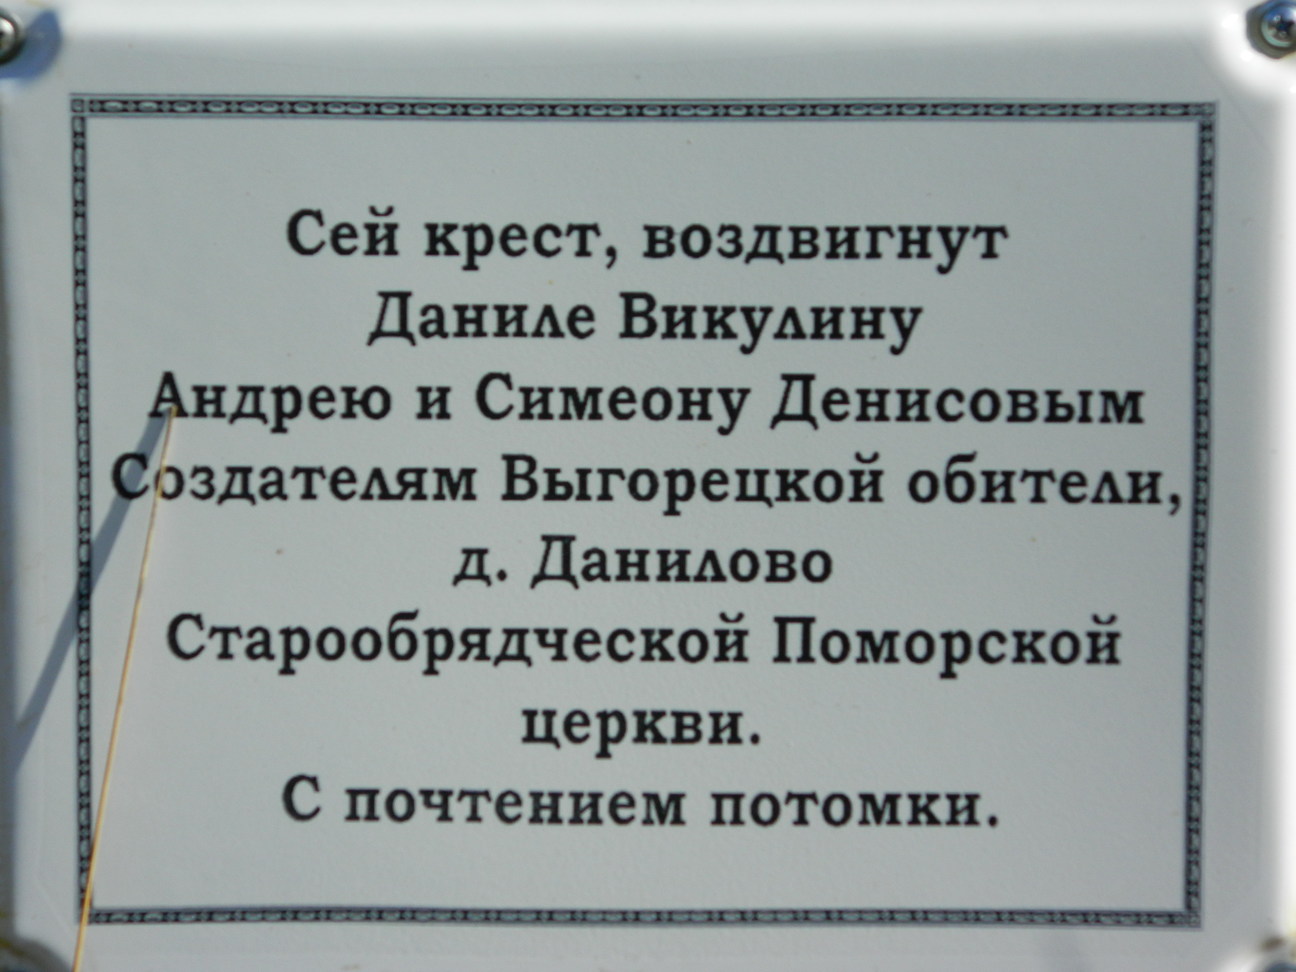 Сей крест, воздвигнут
Даниле Викулину
Андрею и Симеону Денисовым
Создателям Выгорецкой обители,
д. Данилово
Старообрядческой Поморской
церкви.
С почтением потомки.